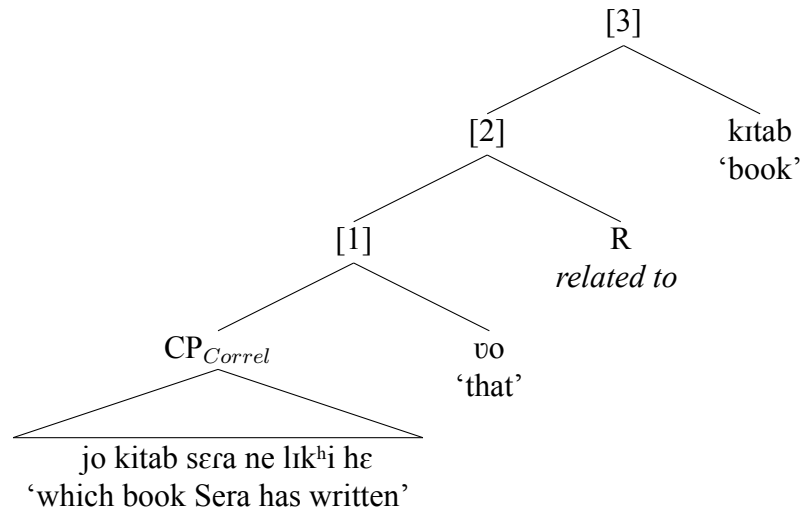 [3]
[2]
kɪtab
‘book’
[1]
R
related to
CP_Correl
ʋo
‘that’
jo kitab sɛɾa ne lɪkʰi hɛ
‘which book Sera has written’